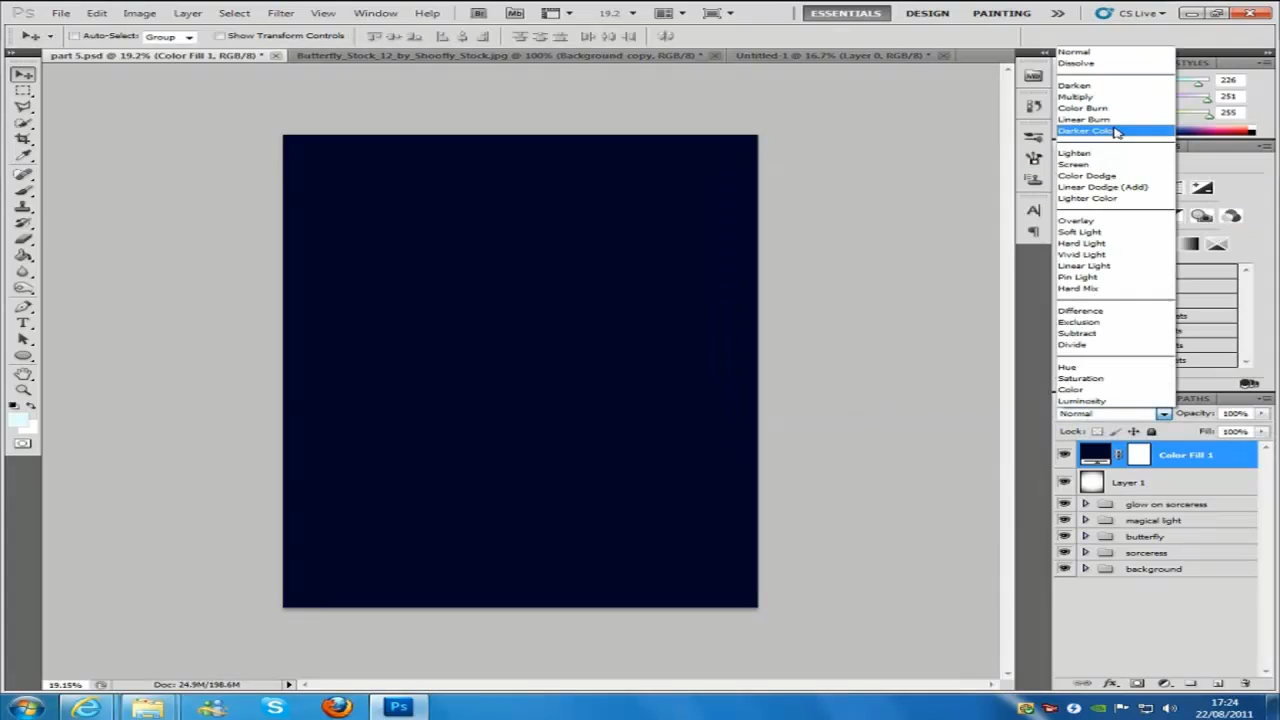 Ps File Edit Image Layer Select Filter View Window Help Br Mb 19.2 ESSENTIALS DESIGN PAINTING CS Live
Auto-Select: Group Show Transform Controls
part 5.psd @ 19.2% (Color Fill 1, RGB/8) * Butterfly_Stock_12_by_Shoofly_Stock.jpg @ 100% (Background copy, RGB/8) * Untitled-1 @ 16.7% (Layer 0, RGB/8) *
STYLES
226
251
255
Normal
Dissolve
Darken
Multiply
Color Burn
Linear Burn
Darker Color
Lighten
Screen
Color Dodge
Linear Dodge (Add)
Lighter Color
Overlay
Soft Light
Hard Light
Vivid Light
Linear Light
Pin Light
Hard Mix
Difference
Exclusion
Subtract
Divide
Hue
Saturation
Color
Luminosity
PATHS
Normal Opacity: 100%
Lock: Fill: 100%
Color Fill 1
Layer 1
glow on sorceress
magical light
butterfly
sorceress
background
19.15% Doc: 24.9M/198.6M
Ps
17:24
22/08/2011